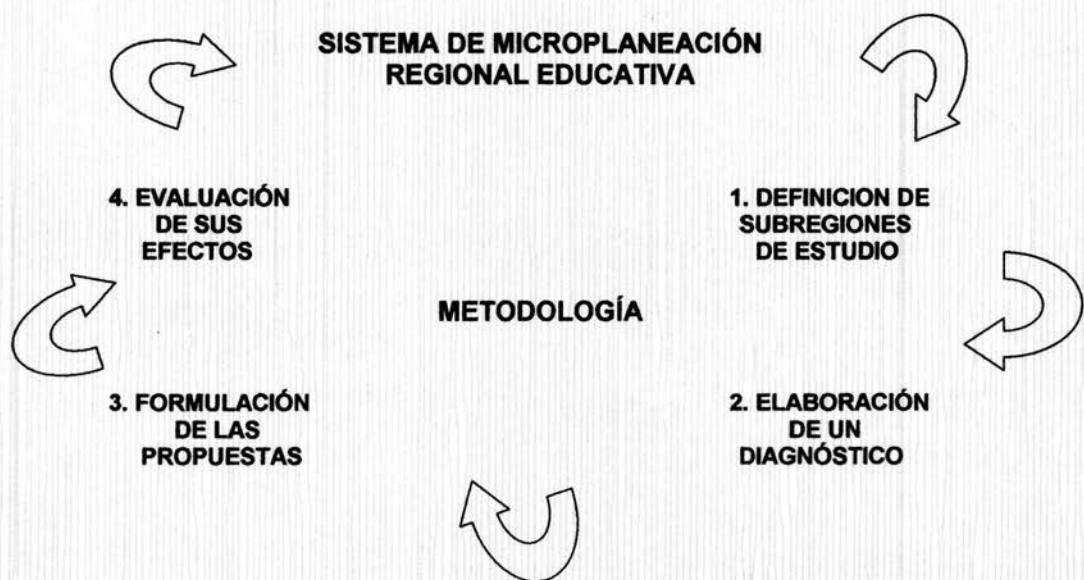 SISTEMA DE MICROPLANEACIÓN
REGIONAL EDUCATIVA
1. DEFINICION DE
SUBREGIONES
DE ESTUDIO
2. ELABORACIÓN
DE UN
DIAGNÓSTICO
3. FORMULACIÓN
DE LAS
PROPUESTAS
4. EVALUACIÓN
DE SUS
EFECTOS
METODOLOGÍA